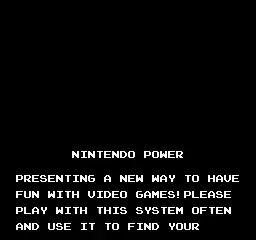 NINTENDO POWER
PRESENTING A NEW WAY TO HAVE
FUN WITH VIDEO GAMES!PLEASE
PLAY WITH THIS SYSTEM OFTEN
AND USE IT TO FIND YOUR